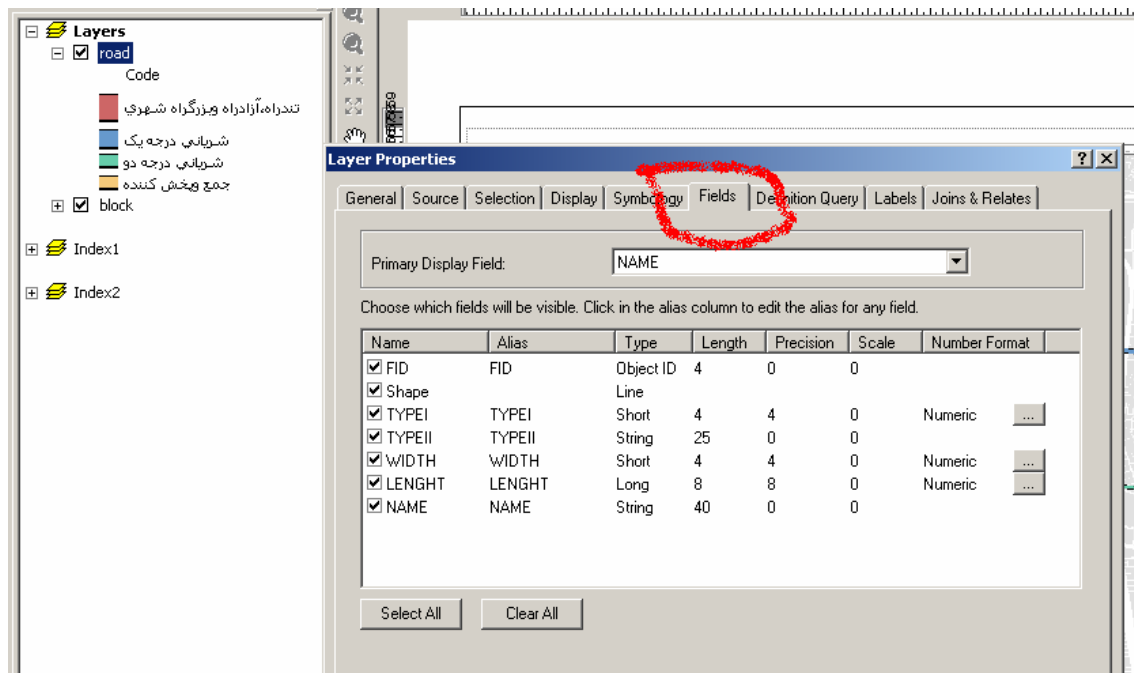 Layers
road
Code
تندراه،آزادراه وبزرگراه شهري
شرياني درجه يک
شرياني درجه دو
جمع وپخش کننده
block
Index1
Index2
Layer Properties
General Source Selection Display Symbology Fields Definition Query Labels Joins & Relates
Primary Display Field: NAME
Choose which fields will be visible. Click in the alias column to edit the alias for any field.
Name Alias Type Length Precision Scale Number Format
FID FID Object ID 4 0 0
Shape Line
TYPEI TYPEI Short 4 4 0 Numeric ...
TYPEII TYPEII String 25 0 0
WIDTH WIDTH Short 4 4 0 Numeric ...
LENGHT LENGHT Long 8 8 0 Numeric ...
NAME NAME String 40 0 0
Select All Clear All